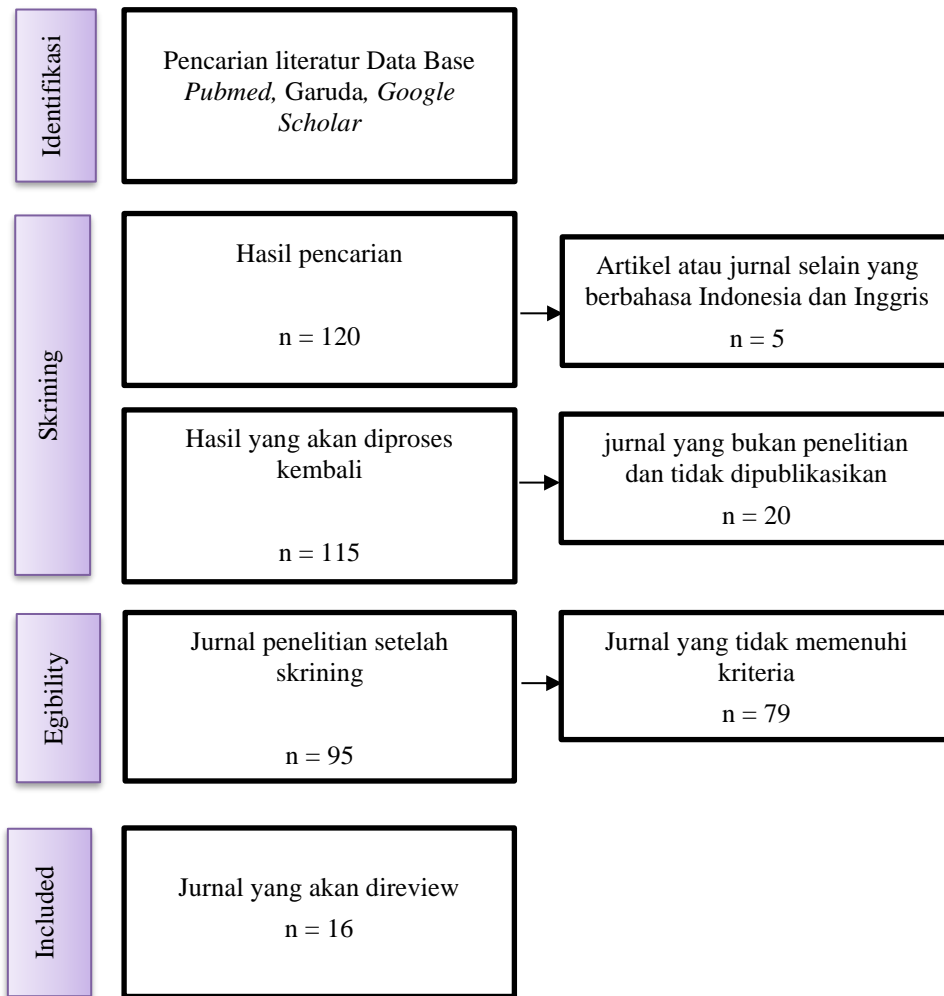 Identifikasi
Pencarian literatur Data Base
Pubmed, Garuda, Google
Scholar
Skrining
Hasil pencarian
n = 120
Artikel atau jurnal selain yang
berbahasa Indonesia dan Inggris
n = 5
Hasil yang akan diproses
kembali
n = 115
jurnal yang bukan penelitian
dan tidak dipublikasikan
n = 20
Egibility
Jurnal penelitian setelah
skrining
n = 95
Jurnal yang tidak memenuhi
kriteria
n = 79
Included
Jurnal yang akan direview
n = 16